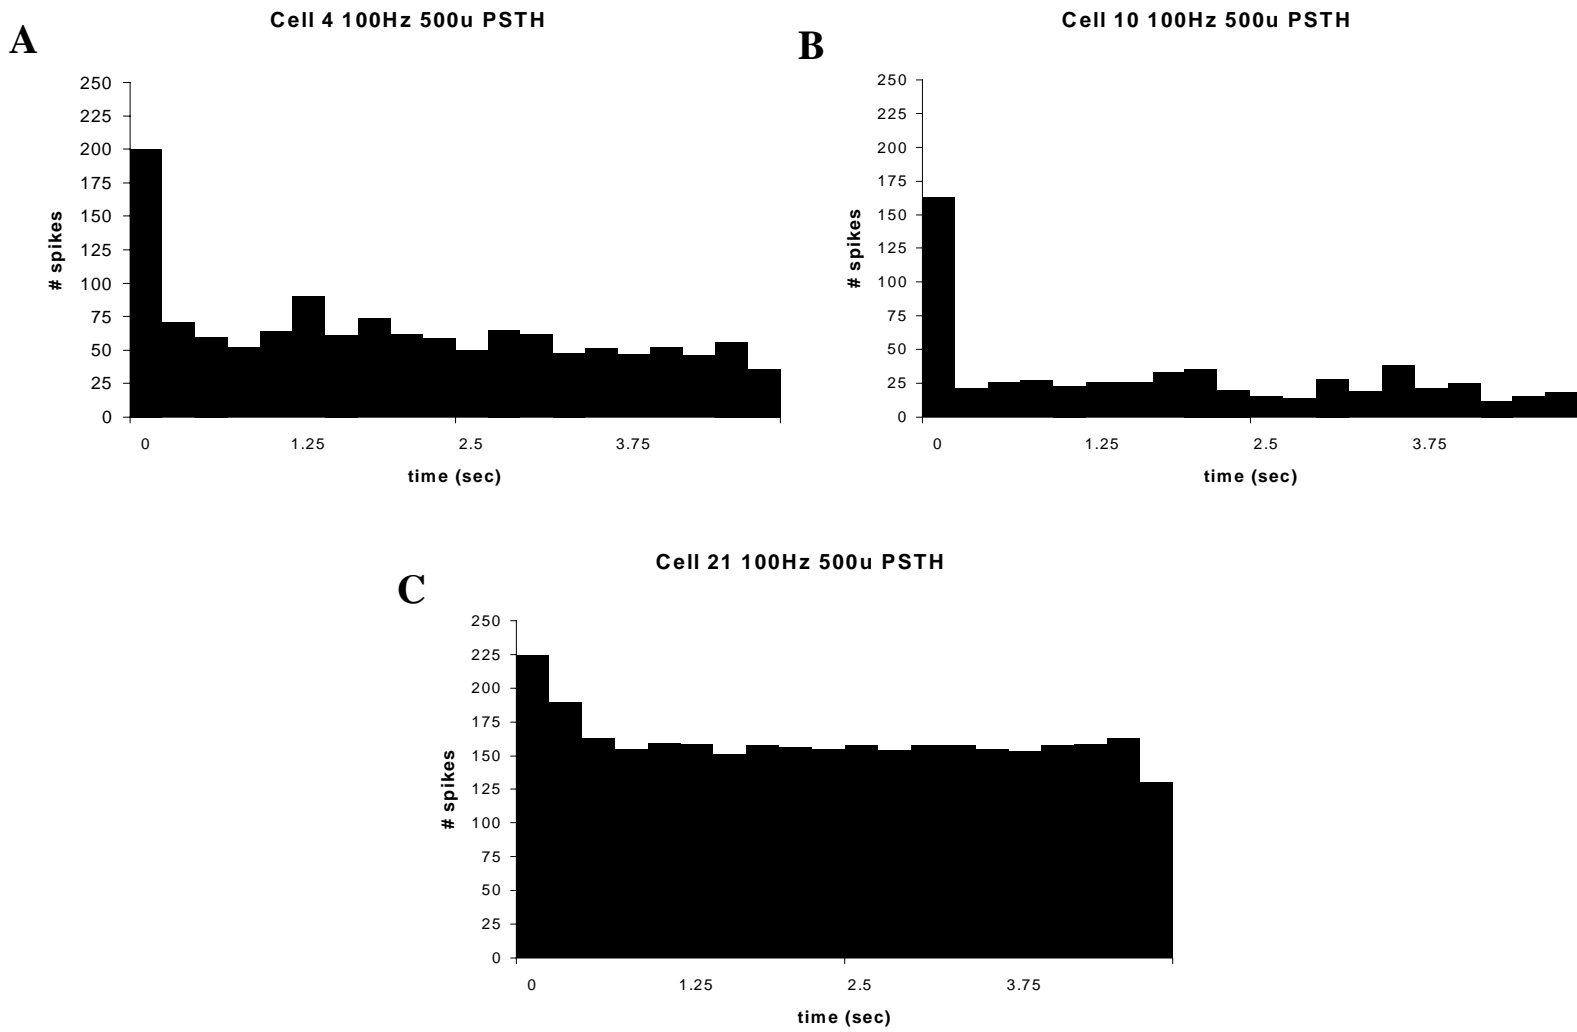 Cell 4 100Hz 500u PSTH
A
250
225
200
175
150
125
100
75
50
25
0
# spikes
0 1.25 2.5 3.75
time (sec)
Cell 10 100Hz 500u PSTH
B
250
225
200
175
150
125
100
75
50
25
0
# spikes
0 1.25 2.5 3.75
time (sec)
Cell 21 100Hz 500u PSTH
C
250
225
200
175
150
125
100
75
50
25
0
# spikes
0 1.25 2.5 3.75
time (sec)